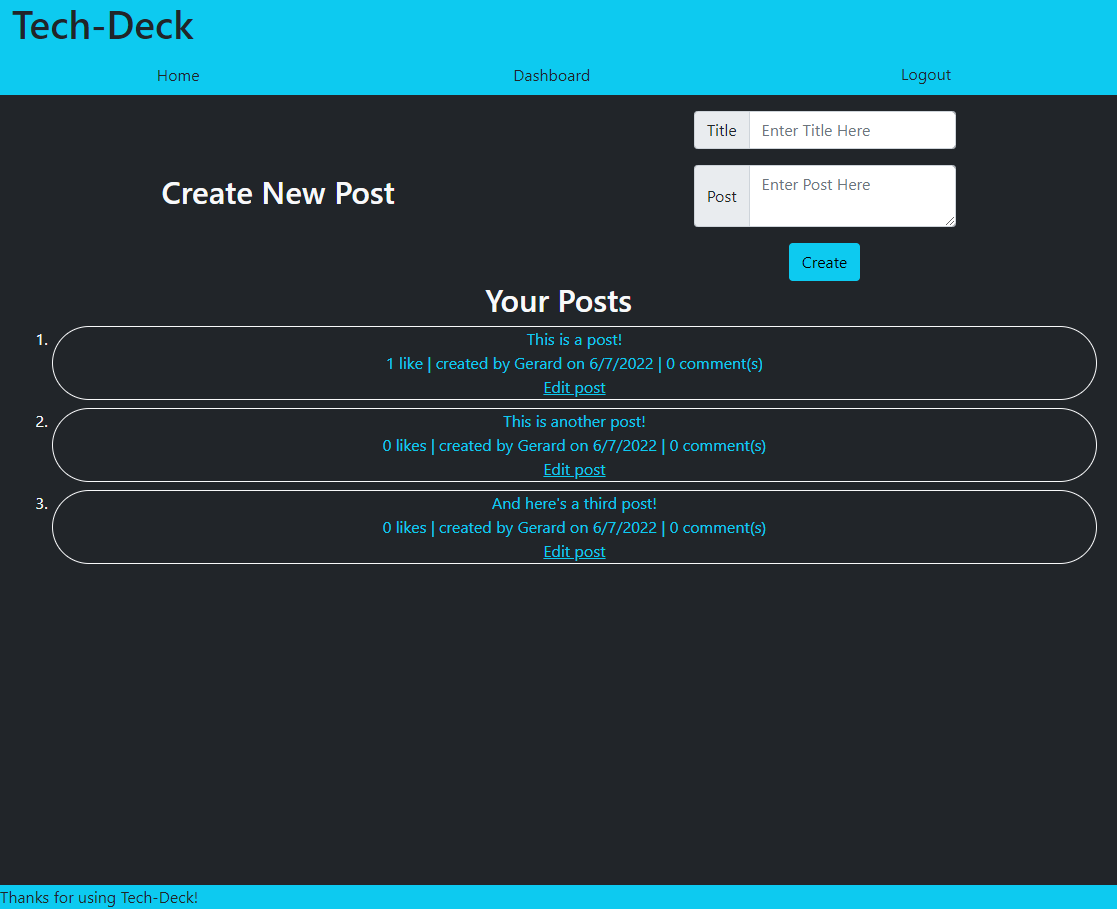 Tech-Deck
Home Dashboard Logout
Title Enter Title Here
Create New Post
Post Enter Post Here
Create
Your Posts
1. This is a post!
1 like | created by Gerard on 6/7/2022 | 0 comment(s)
Edit post
2. This is another post!
0 likes | created by Gerard on 6/7/2022 | 0 comment(s)
Edit post
3. And here's a third post!
0 likes | created by Gerard on 6/7/2022 | 0 comment(s)
Edit post
Thanks for using Tech-Deck!